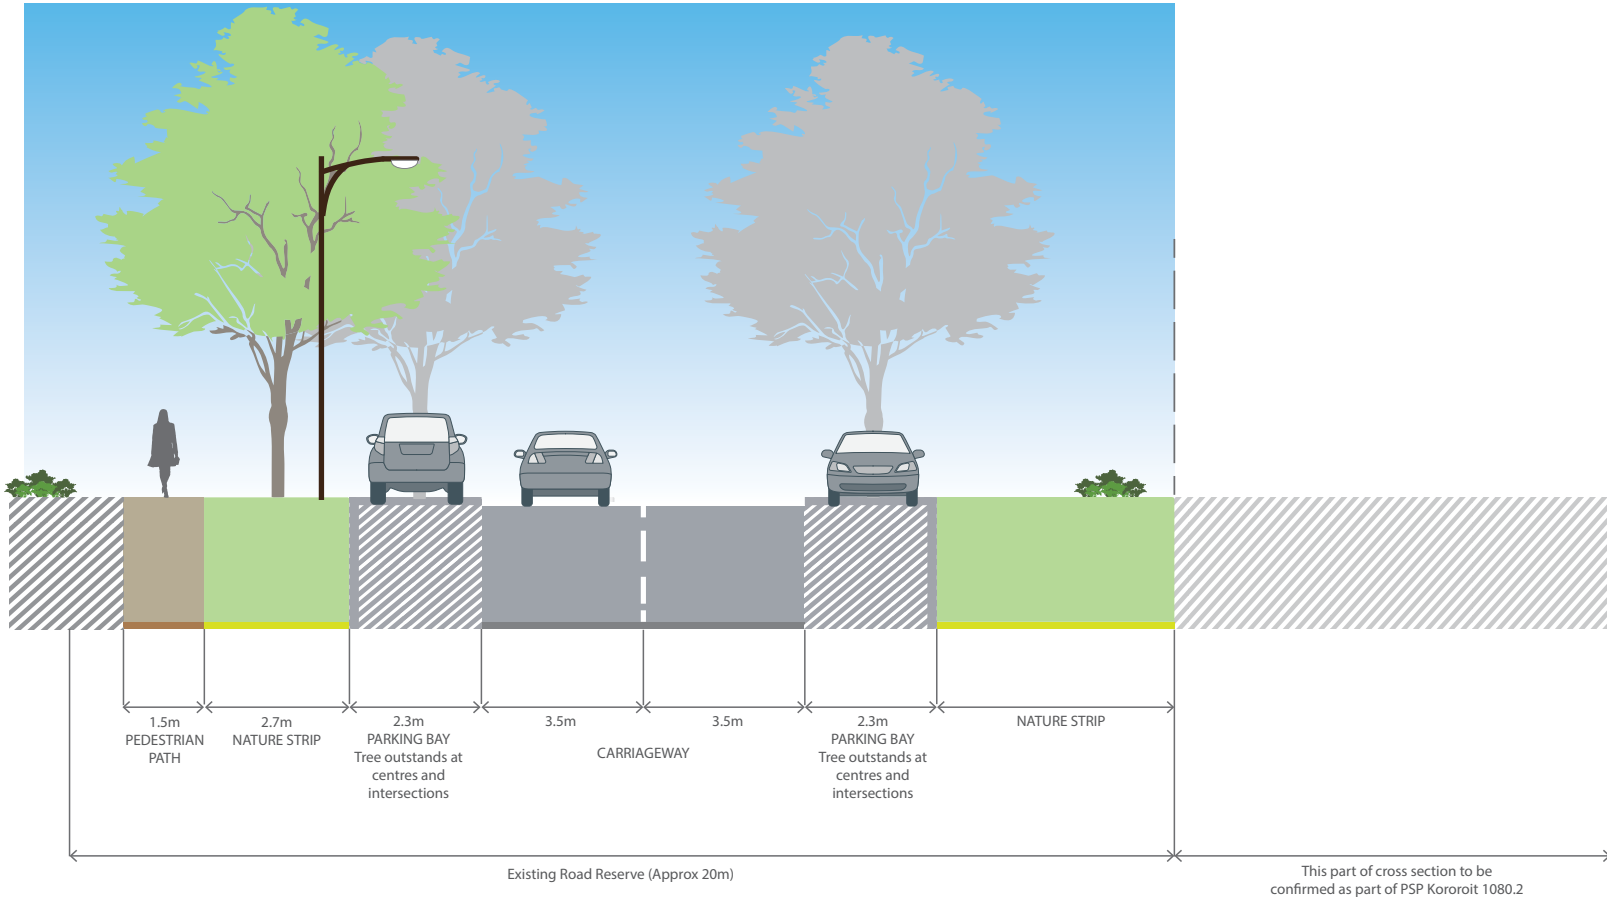 1.5m
PEDESTRIAN
PATH
2.7m
NATURE STRIP
2.3m
PARKING BAY
Tree outstands at
centres and
intersections
3.5m
3.5m
CARRIAGEWAY
2.3m
PARKING BAY
Tree outstands at
centres and
intersections
NATURE STRIP
Existing Road Reserve (Approx 20m)
This part of cross section to be
confirmed as part of PSP Kororoit 1080.2